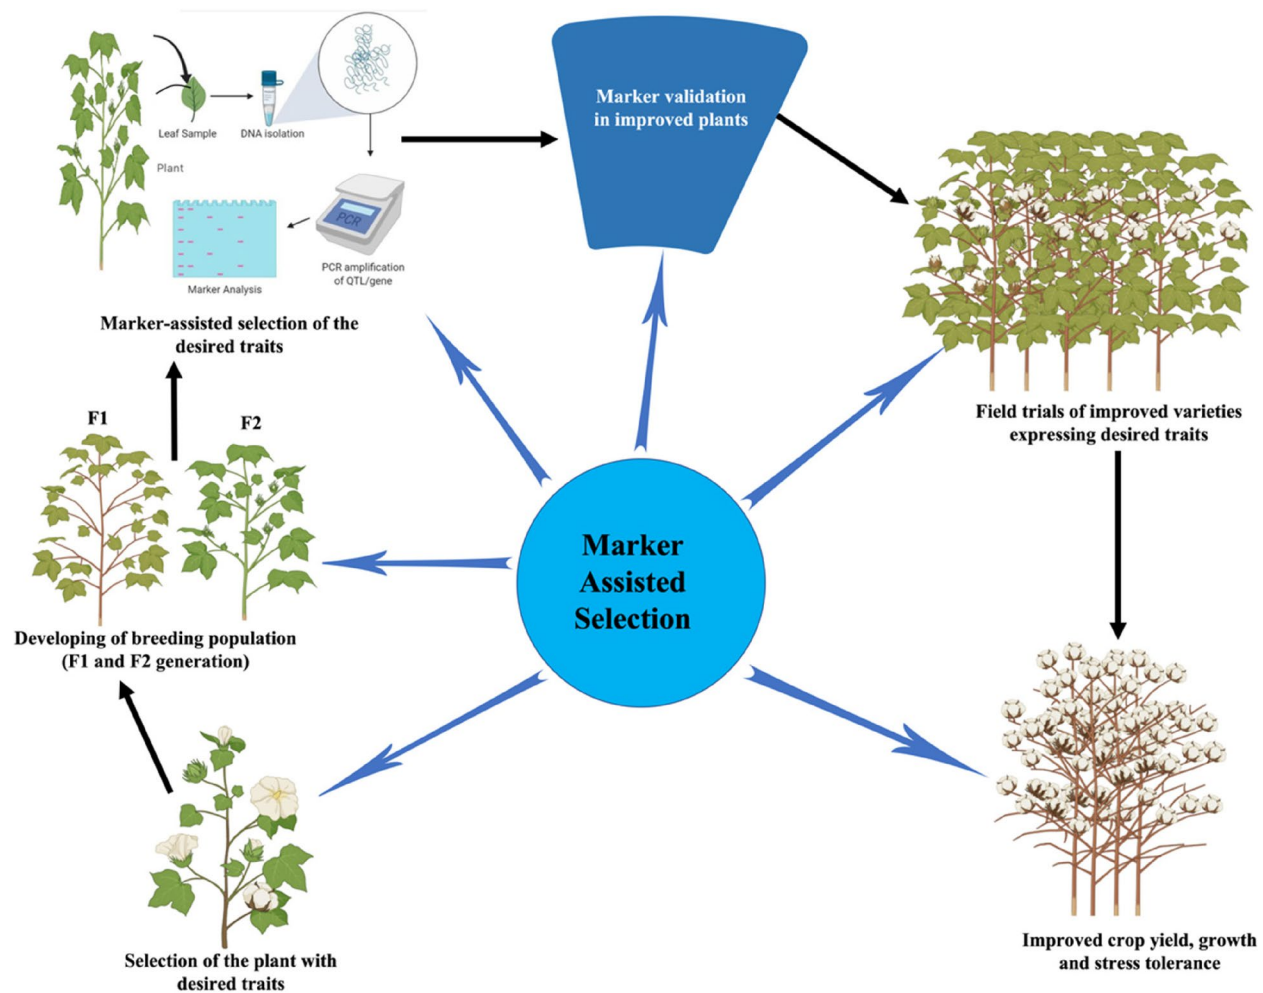 Marker validation
in improved plants
Leaf Sample
DNA isolation
Plant
PCR
PCR amplification
of QTL/gene
Marker Analysis
Marker-assisted selection of the
desired traits
F1
F2
Developing of breeding population
(F1 and F2 generation)
Selection of the plant with
desired traits
Marker
Assisted
Selection
Field trials of improved varieties
expressing desired traits
Improved crop yield, growth
and stress tolerance